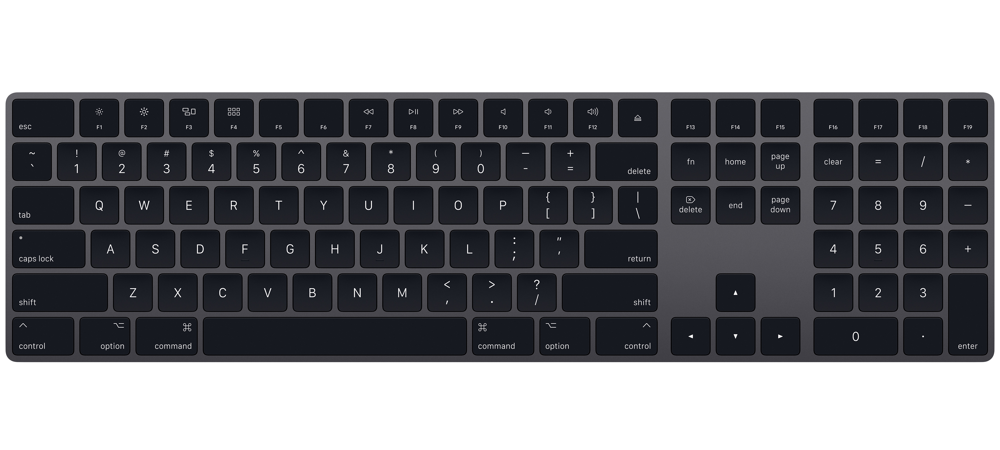 esc F1 F2 F3 F4 F5 F6 F7 F8 F9 F10 F11 F12 F13 F14 F15 F16 F17 F18 F19
~ ! @ # $ % ^ & * ( ) — +
` 1 2 3 4 5 6 7 8 9 0 - = delete fn home page up clear = / *
tab Q W E R T Y U I O P { [ } ] | \ delete end page down 7 8 9 —
caps lock A S D F G H J K L : ; " ' return 4 5 6 +
shift Z X C V B N M < , > . ? / shift 1 2 3
control option command command option control 0 . enter